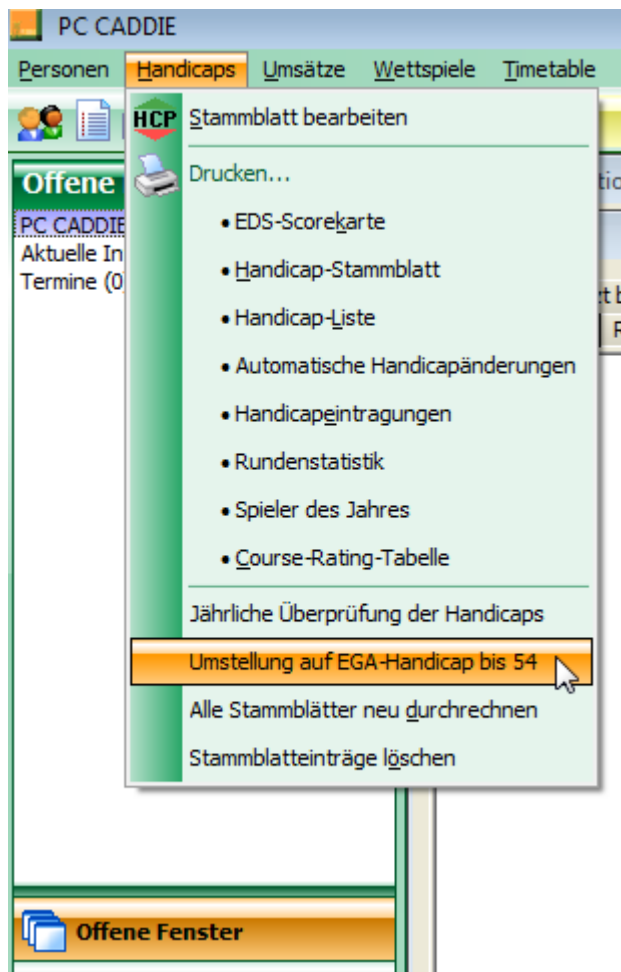 PC CADDIE
Personen Handicaps Umsätze Wettspiele Timetable
HCP Stammblatt bearbeiten
Offene
Drucken...
PC CADDIE
• EDS-Scorekarte
Aktuelle In
Termine (0
• Handicap-Stammblatt
• Handicap-Liste
• Automatische Handicapänderungen
• Handicapeintragungen
• Rundenstatistik
• Spieler des Jahres
• Course-Rating-Tabelle
Jährliche Überprüfung der Handicaps
Umstellung auf EGA-Handicap bis 54
Alle Stammblätter neu durchrechnen
Stammblatteinträge löschen
Offene Fenster